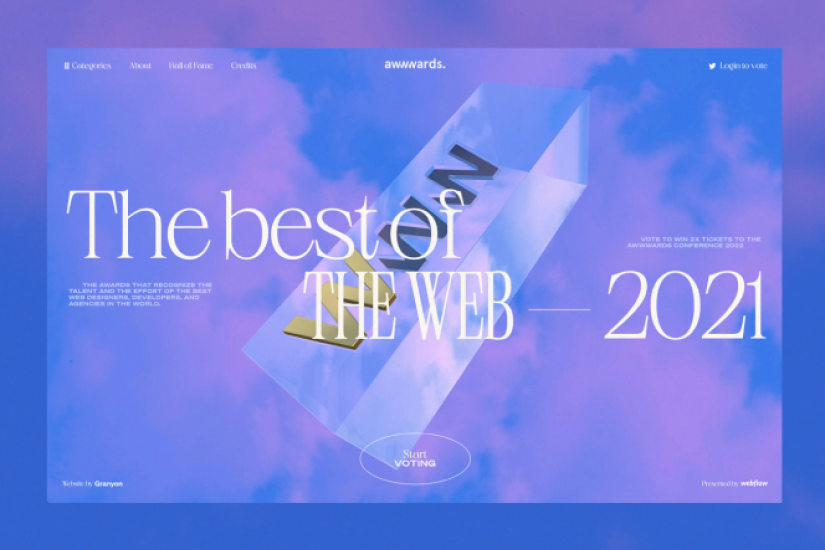 Categories About Hall of Fame Credits
awwwards.
Login to vote
The best of
VOTE TO WIN 2X TICKETS TO THE
AWWWARDS CONFERENCE 2022
THE AWARDS THAT RECOGNIZE THE
TALENT AND THE EFFORT OF THE BEST
WEB DESIGNERS, DEVELOPERS, AND
AGENCIES IN THE WORLD.
THE WEB — 2021
WWW
Start
VOTING
Website by Granyon
Presented by webflow